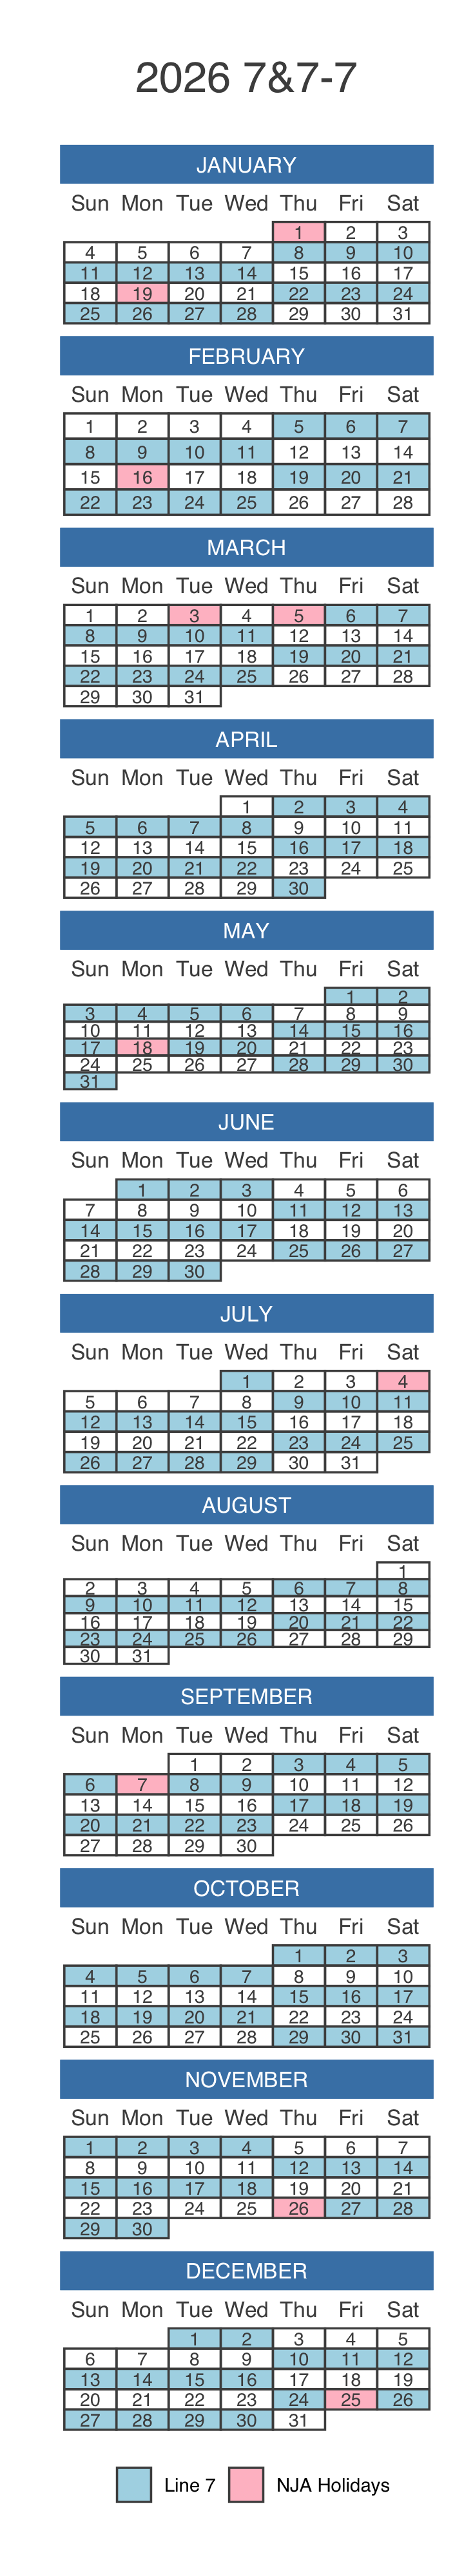 2026 7&7-7
JANUARY
Sun Mon Tue Wed Thu Fri Sat
1 2 3
4 5 6 7 8 9 10
11 12 13 14 15 16 17
18 19 20 21 22 23 24
25 26 27 28 29 30 31
FEBRUARY
Sun Mon Tue Wed Thu Fri Sat
1 2 3 4 5 6 7
8 9 10 11 12 13 14
15 16 17 18 19 20 21
22 23 24 25 26 27 28
MARCH
Sun Mon Tue Wed Thu Fri Sat
1 2 3 4 5 6 7
8 9 10 11 12 13 14
15 16 17 18 19 20 21
22 23 24 25 26 27 28
29 30 31
APRIL
Sun Mon Tue Wed Thu Fri Sat
1 2 3 4
5 6 7 8 9 10 11
12 13 14 15 16 17 18
19 20 21 22 23 24 25
26 27 28 29 30
MAY
Sun Mon Tue Wed Thu Fri Sat
1 2
3 4 5 6 7 8 9
10 11 12 13 14 15 16
17 18 19 20 21 22 23
24 25 26 27 28 29 30
31
JUNE
Sun Mon Tue Wed Thu Fri Sat
1 2 3 4 5 6
7 8 9 10 11 12 13
14 15 16 17 18 19 20
21 22 23 24 25 26 27
28 29 30
JULY
Sun Mon Tue Wed Thu Fri Sat
1 2 3 4
5 6 7 8 9 10 11
12 13 14 15 16 17 18
19 20 21 22 23 24 25
26 27 28 29 30 31
AUGUST
Sun Mon Tue Wed Thu Fri Sat
1
2 3 4 5 6 7 8
9 10 11 12 13 14 15
16 17 18 19 20 21 22
23 24 25 26 27 28 29
30 31
SEPTEMBER
Sun Mon Tue Wed Thu Fri Sat
1 2 3 4 5
6 7 8 9 10 11 12
13 14 15 16 17 18 19
20 21 22 23 24 25 26
27 28 29 30
OCTOBER
Sun Mon Tue Wed Thu Fri Sat
1 2 3
4 5 6 7 8 9 10
11 12 13 14 15 16 17
18 19 20 21 22 23 24
25 26 27 28 29 30 31
NOVEMBER
Sun Mon Tue Wed Thu Fri Sat
1 2 3 4 5 6 7
8 9 10 11 12 13 14
15 16 17 18 19 20 21
22 23 24 25 26 27 28
29 30
DECEMBER
Sun Mon Tue Wed Thu Fri Sat
1 2 3 4 5
6 7 8 9 10 11 12
13 14 15 16 17 18 19
20 21 22 23 24 25 26
27 28 29 30 31
Line 7 NJA Holidays